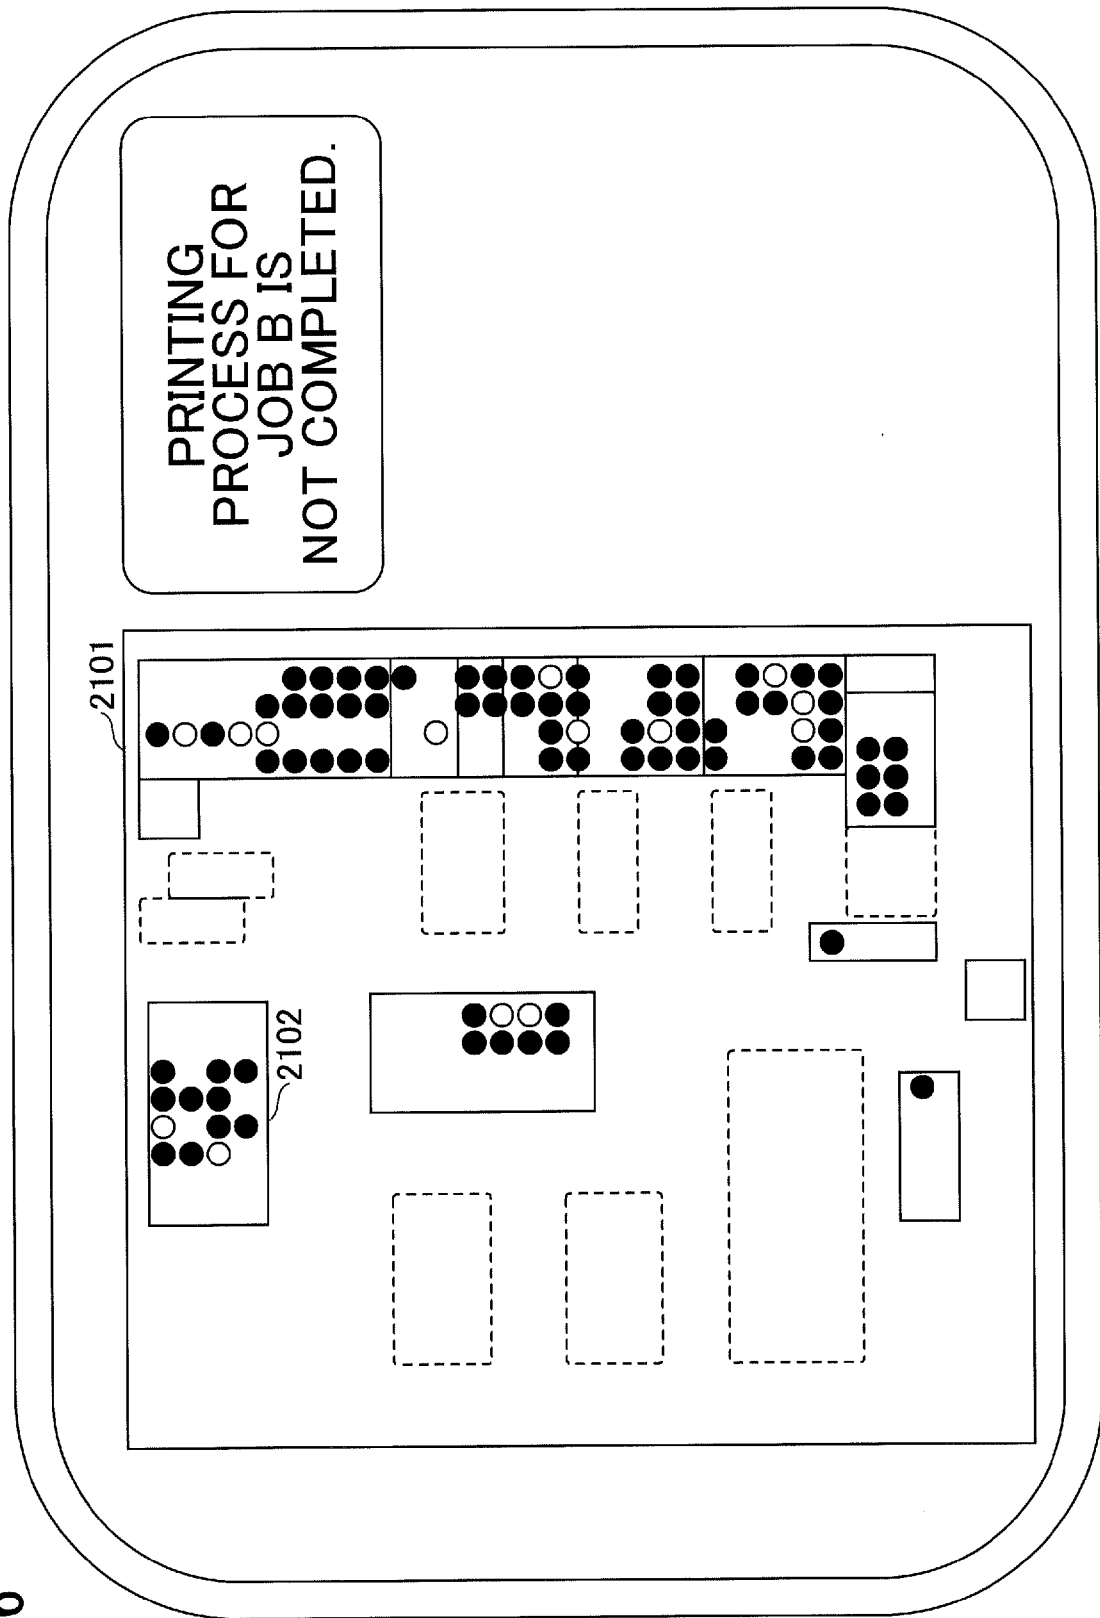 PRINTING
PROCESS FOR
JOB B IS
NOT COMPLETED.
2101
2102